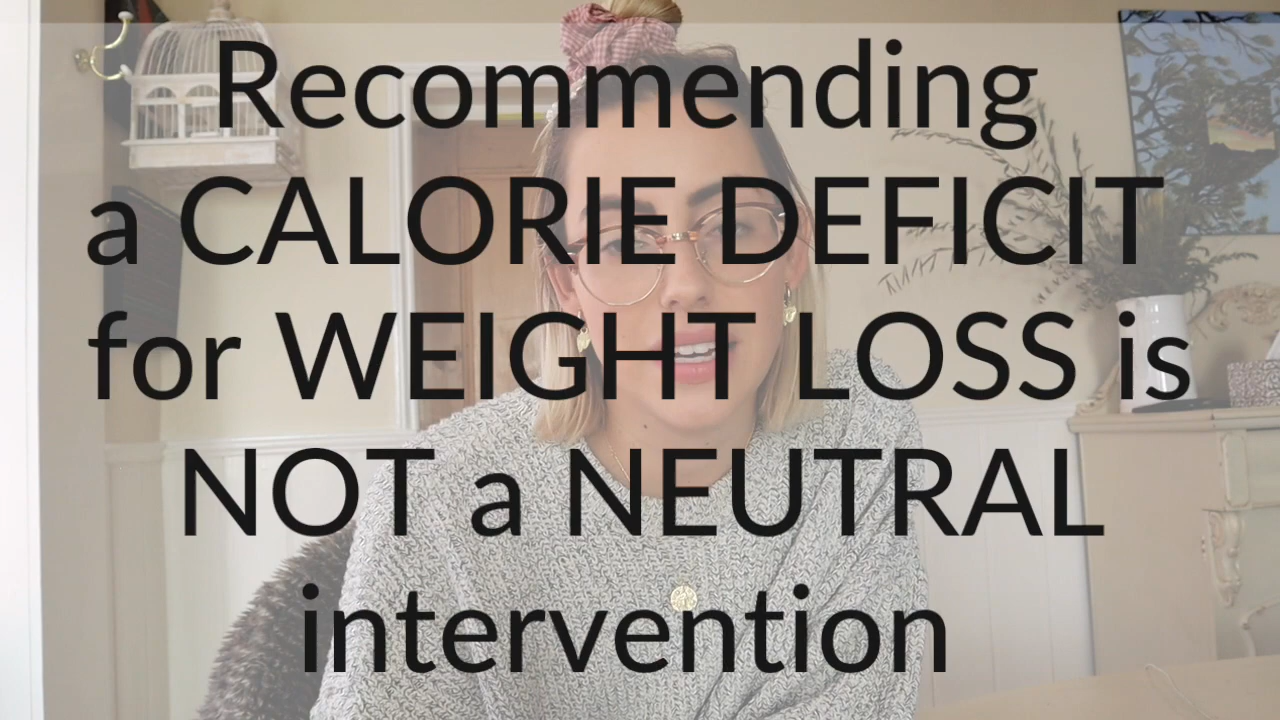 Recommending
a CALORIE DEFICIT
for WEIGHT LOSS is
NOT a NEUTRAL
intervention